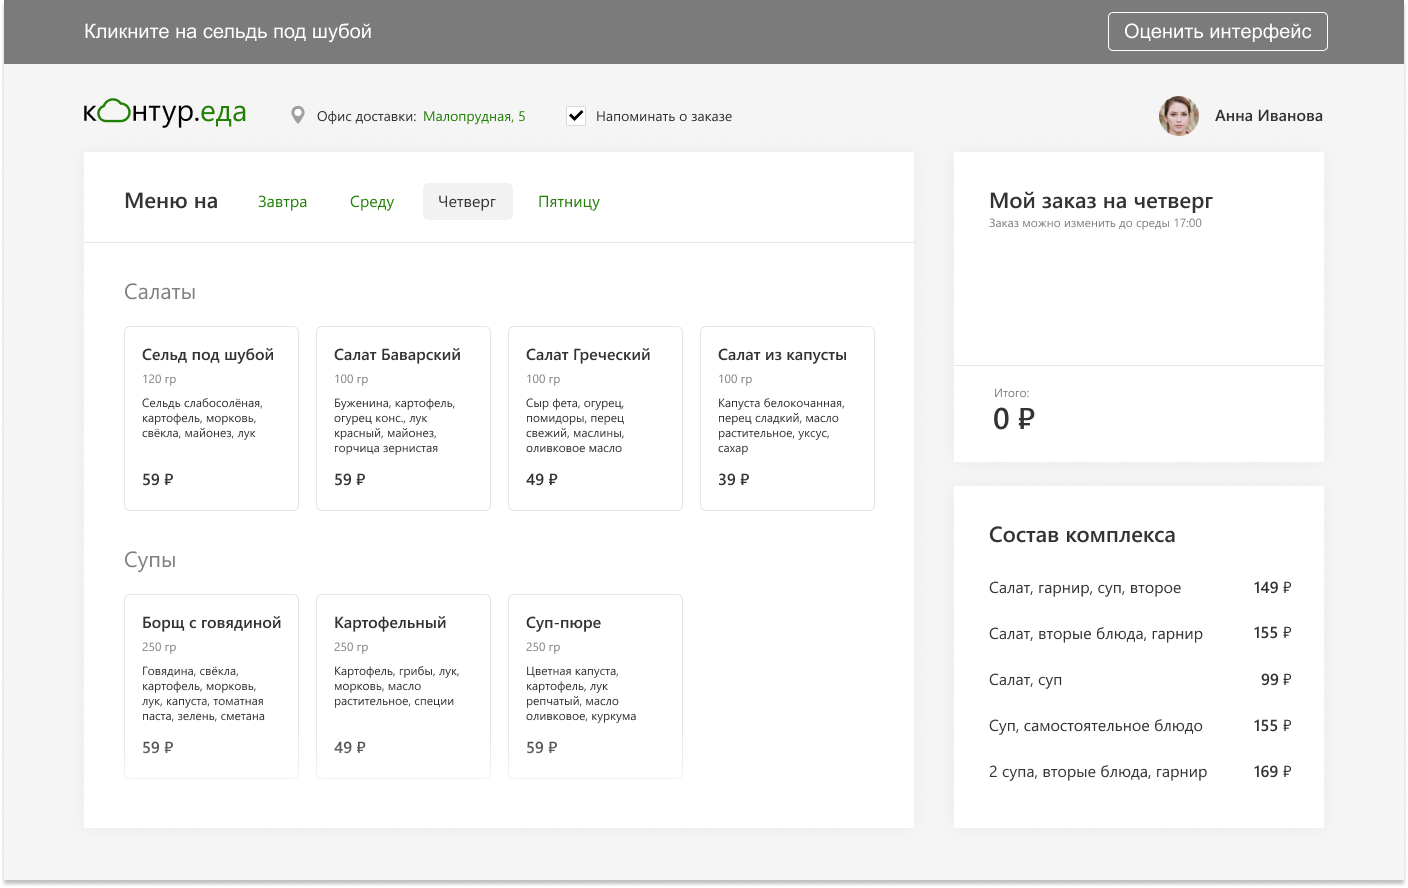 Кликните на сельдь под шубой
Оценить интерфейс
контур.еда
Офис доставки: Малопрудная, 5
Напоминать о заказе
Анна Иванова
Меню на
Завтра
Среду
Четверг
Пятницу
Салаты
Сельд под шубой
120 гр
Сельдь слабосолёная,
картофель, морковь,
свёкла, майонез, лук
59 ₽
Салат Баварский
100 гр
Буженина, картофель,
огурец конс., лук
красный, майонез,
горчица зернистая
59 ₽
Салат Греческий
100 гр
Сыр фета, огурец,
помидоры, перец
свежий, маслины,
оливковое масло
49 ₽
Салат из капусты
100 гр
Капуста белокочанная,
перец сладкий, масло
растительное, уксус,
сахар
39 ₽
Супы
Борщ с говядиной
250 гр
Говядина, свёкла,
картофель, морковь,
лук, капуста, томатная
паста, зелень, сметана
59 ₽
Картофельный
250 гр
Картофель, грибы, лук,
морковь, масло
растительное, специи
49 ₽
Суп-пюре
250 гр
Цветная капуста,
картофель, лук
репчатый, масло
оливковое, куркума
59 ₽
Мой заказ на четверг
Заказ можно изменить до среды 17:00
Итого:
0 ₽
Состав комплекса
Салат, гарнир, суп, второе 149 ₽
Салат, вторые блюда, гарнир 155 ₽
Салат, суп 99 ₽
Суп, самостоятельное блюдо 155 ₽
2 супа, вторые блюда, гарнир 169 ₽